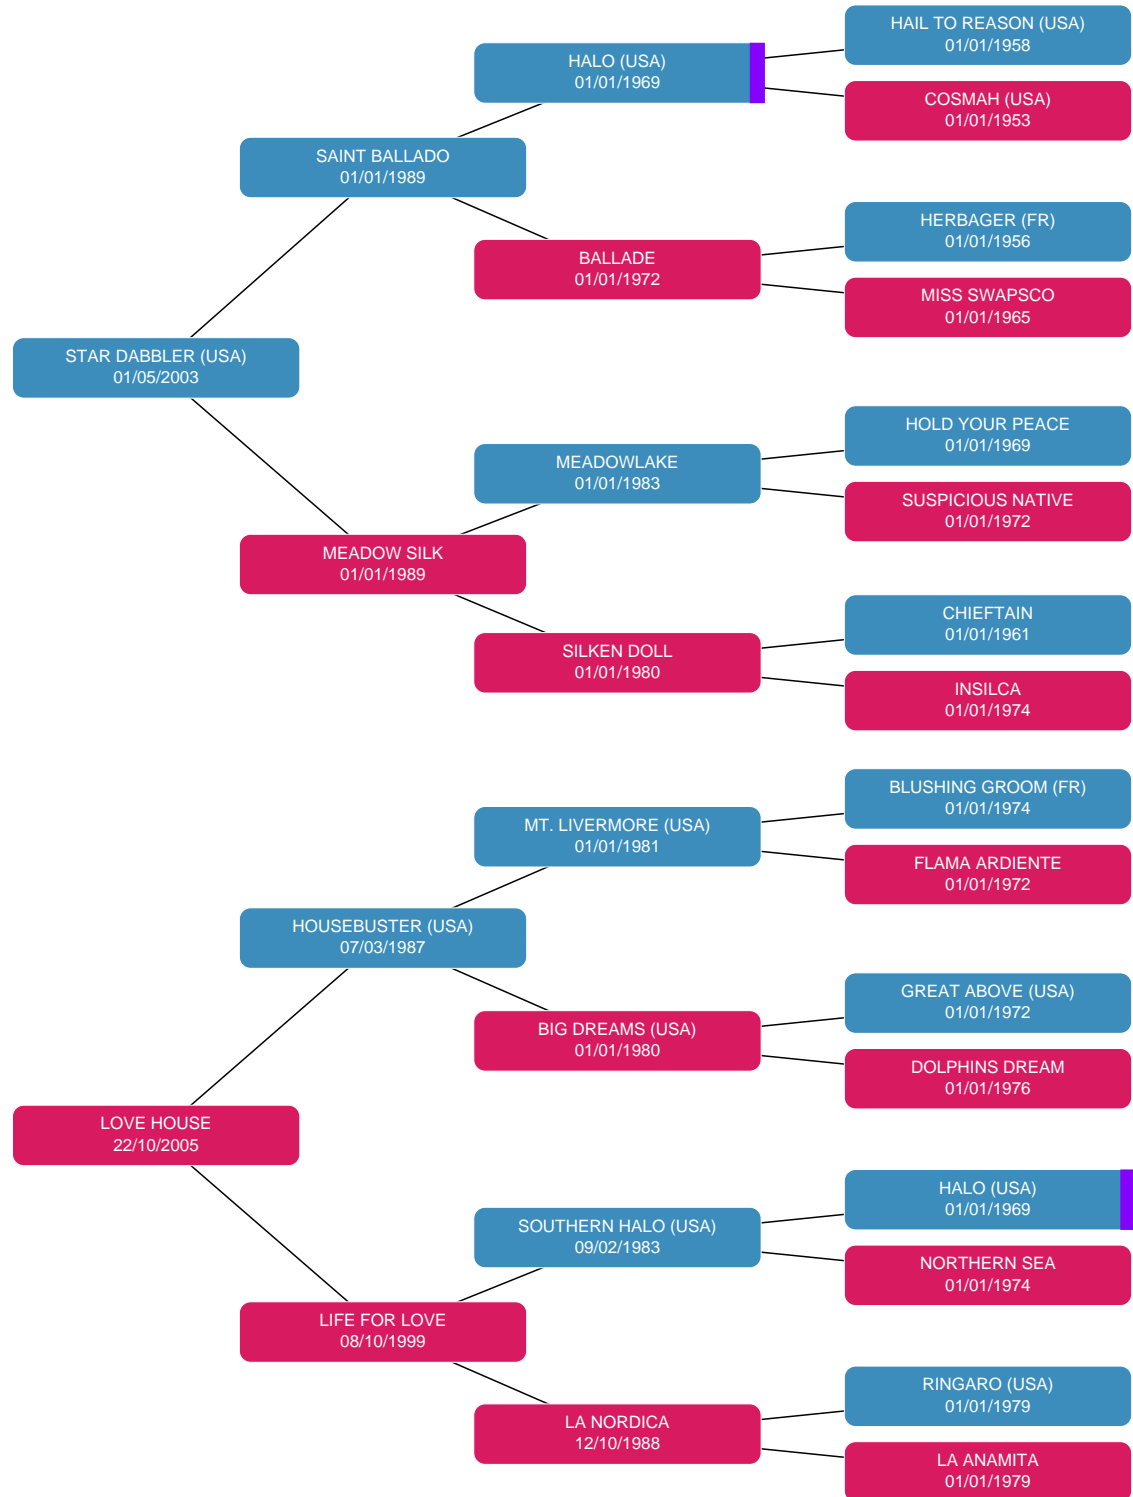 HAIL TO REASON (USA)
01/01/1958
HALO (USA)
01/01/1969
COSMAH (USA)
01/01/1953
SAINT BALLADO
01/01/1989
HERBAGER (FR)
01/01/1956
BALLADE
01/01/1972
MISS SWAPSCO
01/01/1965
STAR DABBLER (USA)
01/05/2003
HOLD YOUR PEACE
01/01/1969
MEADOWLAKE
01/01/1983
SUSPICIOUS NATIVE
01/01/1972
MEADOW SILK
01/01/1989
CHIEFTAIN
01/01/1961
SILKEN DOLL
01/01/1980
INSILCA
01/01/1974
BLUSHING GROOM (FR)
01/01/1974
MT. LIVERMORE (USA)
01/01/1981
FLAMA ARDIENTE
01/01/1972
HOUSEBUSTER (USA)
07/03/1987
GREAT ABOVE (USA)
01/01/1972
BIG DREAMS (USA)
01/01/1980
DOLPHINS DREAM
01/01/1976
LOVE HOUSE
22/10/2005
HALO (USA)
01/01/1969
SOUTHERN HALO (USA)
09/02/1983
NORTHERN SEA
01/01/1974
LIFE FOR LOVE
08/10/1999
RINGARO (USA)
01/01/1979
LA NORDICA
12/10/1988
LA ANAMITA
01/01/1979